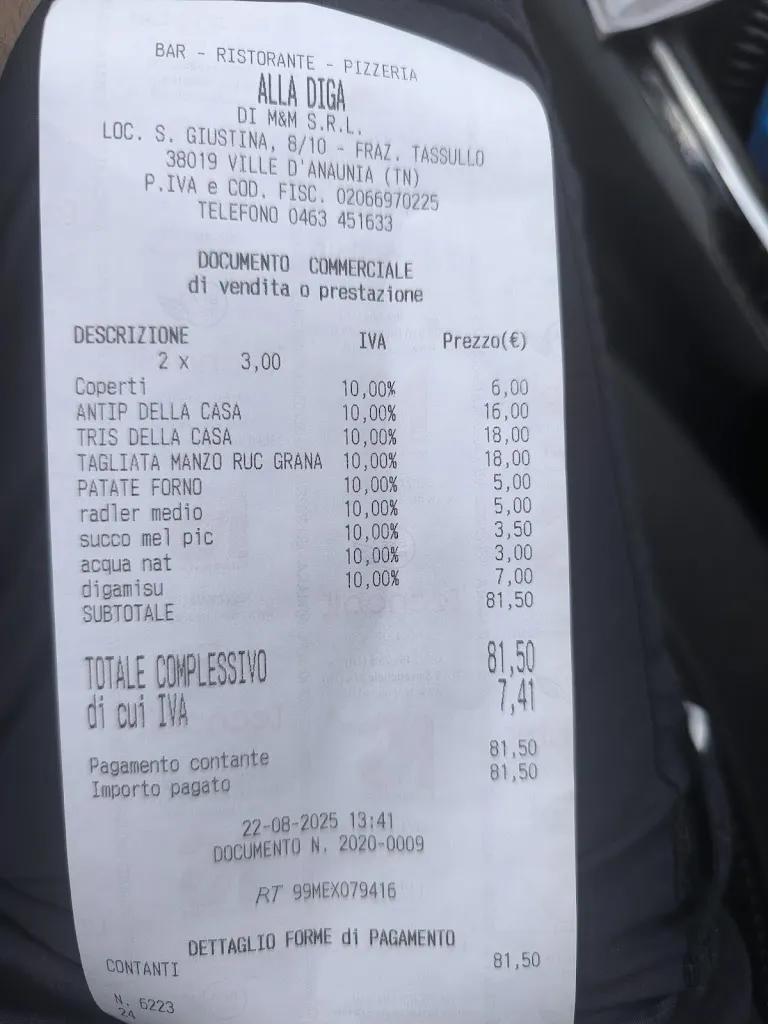 BAR - RISTORANTE - PIZZERIA
ALLA DIGA
DI M&M S.R.L.
LOC. S. GIUSTINA, 8/10 - FRAZ. TASSULLO
38019 VILLE D'ANAUNIA (TN)
P.IVA e COD. FISC. 02066970225
TELEFONO 0463 451633
DOCUMENTO COMMERCIALE
di vendita o prestazione
DESCRIZIONE IVA Prezzo(€)
2 x 3,00
Coperti 10,00% 6,00
ANTIP DELLA CASA 10,00% 16,00
TRIS DELLA CASA 10,00% 18,00
TAGLIATA MANZO RUC GRANA 10,00% 18,00
PATATE FORNO 10,00% 5,00
radler medio 10,00% 5,00
succo mel pic 10,00% 3,50
acqua nat 10,00% 3,00
digamisu 10,00% 7,00
SUBTOTALE 81,50
TOTALE COMPLESSIVO 81,50
di cui IVA 7,41
Pagamento contante 81,50
Importo pagato 81,50
22-08-2025 13:41
DOCUMENTO N. 2020-0009
RT 99MEX079416
DETTAGLIO FORME di PAGAMENTO
CONTANTI 81,50
N. 6223
24